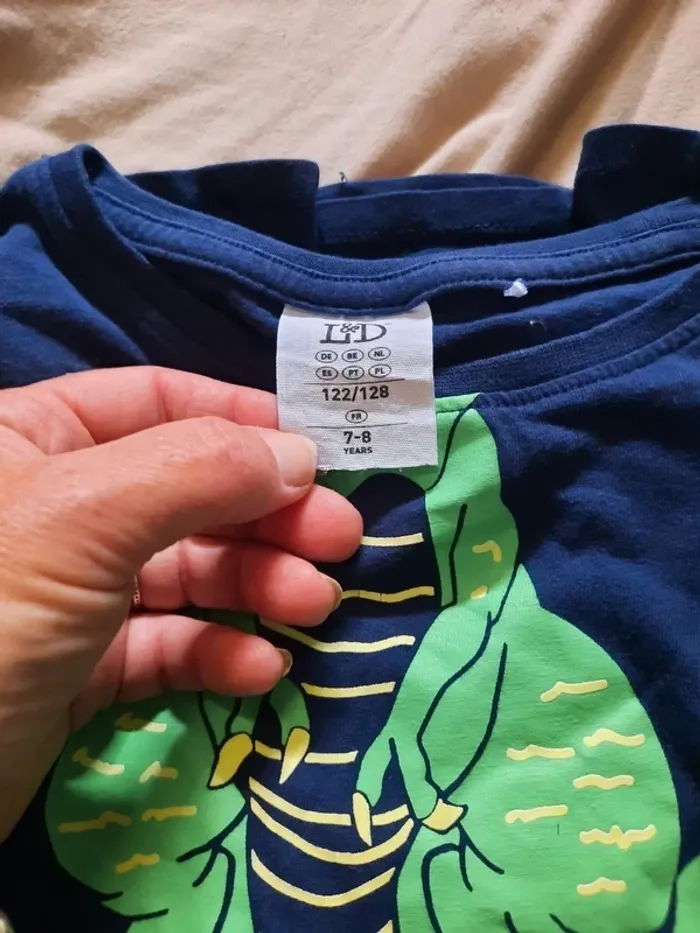 L&D
DE BE NL
ES PT PL
122/128
FR
7-8
YEARS